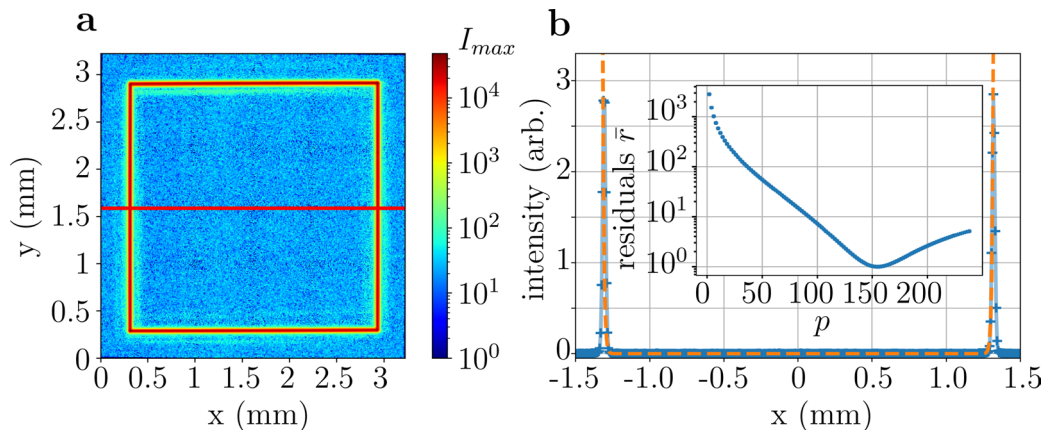 a
I_max
y (mm)
3
2.5
2
1.5
1
0.5
0
0 0.5 1 1.5 2 2.5 3
x (mm)
10^4
10^3
10^2
10^1
10^0
b
intensity (arb.)
3
2
1
0
-1.5 -1.0 -0.5 0 0.5 1.0 1.5
x (mm)
residuals r̄
10^3
10^2
10^1
10^0
0 50 100 150 200
p